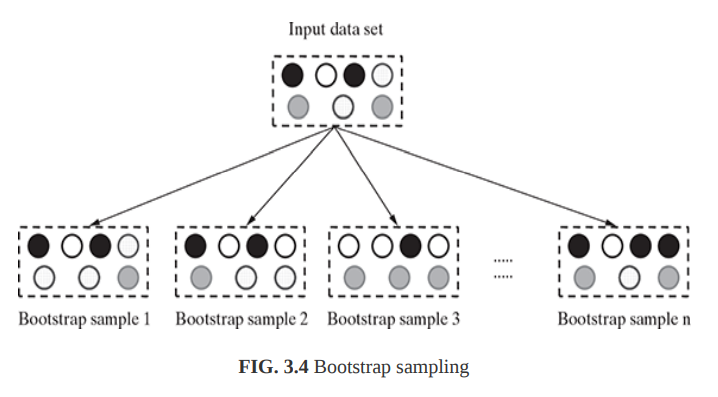 Input data set
.....
.....
Bootstrap sample 1
Bootstrap sample 2
Bootstrap sample 3
Bootstrap sample n
FIG. 3.4 Bootstrap sampling